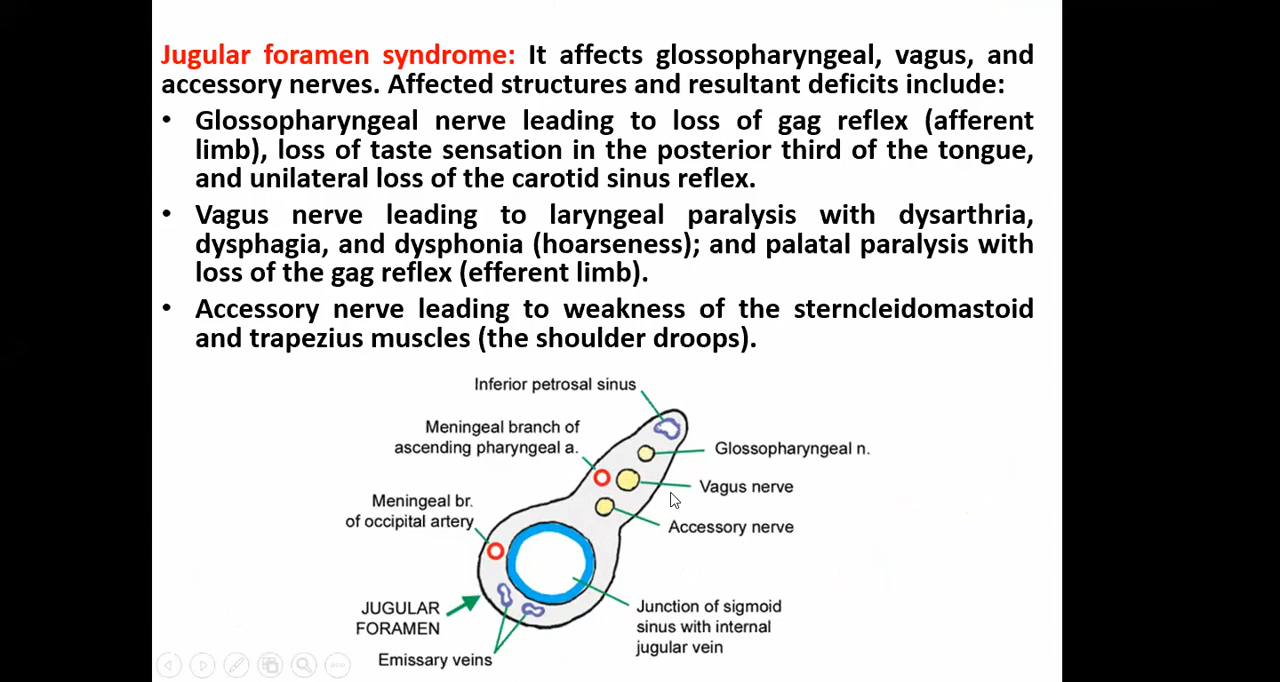 Jugular foramen syndrome: It affects glossopharyngeal, vagus, and
accessory nerves. Affected structures and resultant deficits include:
• Glossopharyngeal nerve leading to loss of gag reflex (afferent
limb), loss of taste sensation in the posterior third of the tongue,
and unilateral loss of the carotid sinus reflex.
• Vagus nerve leading to laryngeal paralysis with dysarthria,
dysphagia, and dysphonia (hoarseness); and palatal paralysis with
loss of the gag reflex (efferent limb).
• Accessory nerve leading to weakness of the sterncleidomastoid
and trapezius muscles (the shoulder droops).
Inferior petrosal sinus
Meningeal branch of
ascending pharyngeal a.
Glossopharyngeal n.
Vagus nerve
Meningeal br.
of occipital artery
Accessory nerve
JUGULAR
FORAMEN
Junction of sigmoid
sinus with internal
jugular vein
Emissary veins